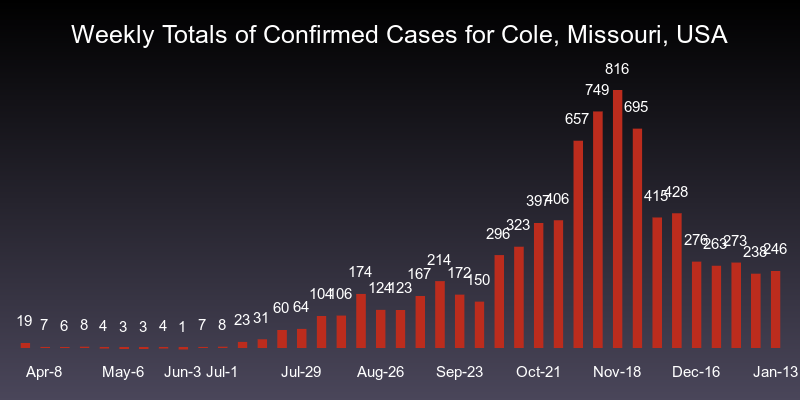 Weekly Totals of Confirmed Cases for Cole, Missouri, USA
19 7 6 8 4 3 3 4 1 7 8 23 31 60 64 104 106 174 124 123 167 214 172 150 296 323 397 406 657 749 816 695 415 428 276 263 273 238 246
Apr-8 May-6 Jun-3 Jul-1 Jul-29 Aug-26 Sep-23 Oct-21 Nov-18 Dec-16 Jan-13